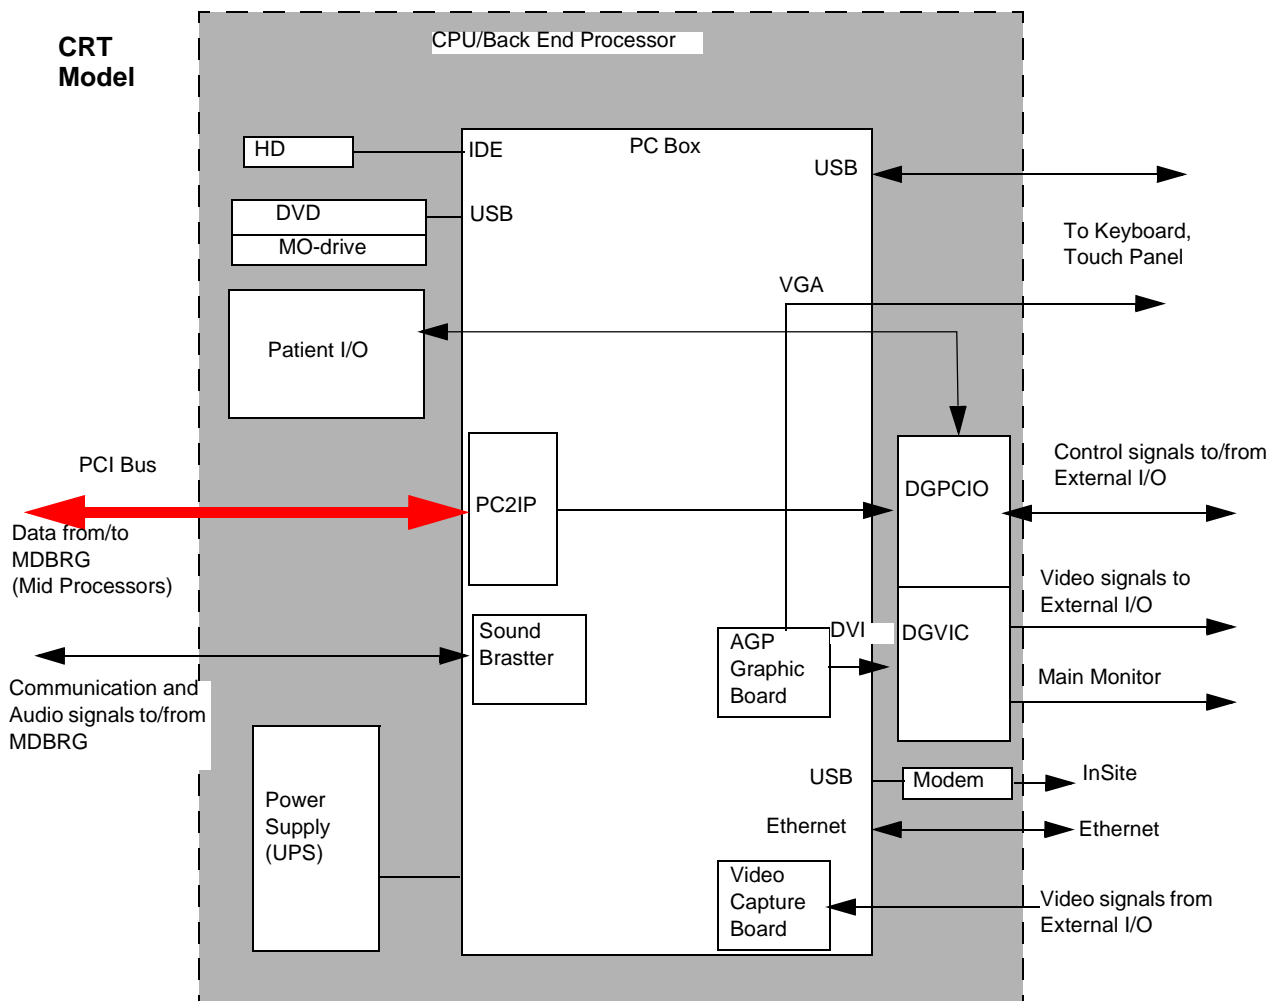 CRT
Model
CPU/Back End Processor
HD
IDE
PC Box
USB
DVD
USB
MO-drive
To Keyboard,
Touch Panel
VGA
Patient I/O
PCI Bus
PC2IP
DGPCIO
Control signals to/from
External I/O
Data from/to
MDBRG
(Mid Processors)
Video signals to
External I/O
Sound
Brastter
AGP
Graphic
Board
DVI
DGVIC
Main Monitor
Communication and
Audio signals to/from
MDBRG
USB
Modem
InSite
Power
Supply
(UPS)
Ethernet
Ethernet
Video
Capture
Board
Video signals from
External I/O